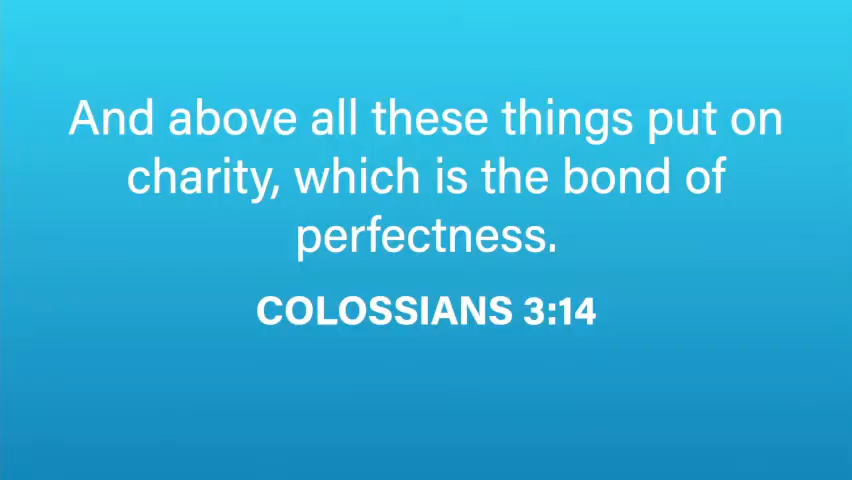 And above all these things put on
charity, which is the bond of
perfectness.
COLOSSIANS 3:14